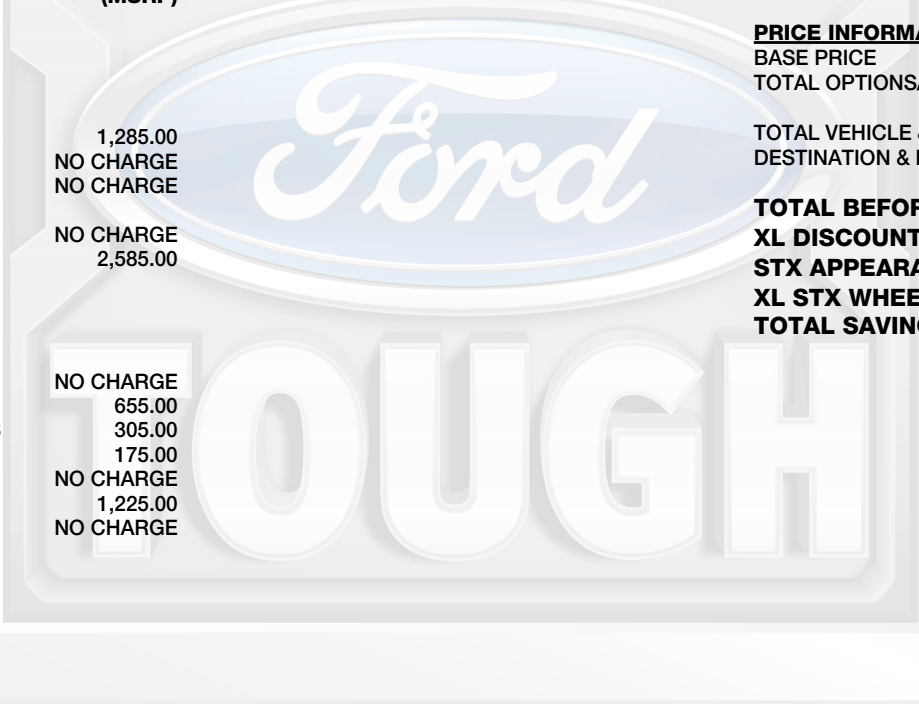 (MSRP)
1,285.00
NO CHARGE
NO CHARGE
NO CHARGE
2,585.00
NO CHARGE
655.00
305.00
175.00
NO CHARGE
1,225.00
NO CHARGE
PRICE INFORMA
BASE PRICE
TOTAL OPTIONS
TOTAL VEHICLE &
DESTINATION &
TOTAL BEFOR
XL DISCOUNT
STX APPEARA
XL STX WHEE
TOTAL SAVIN
Ford
TOUGH